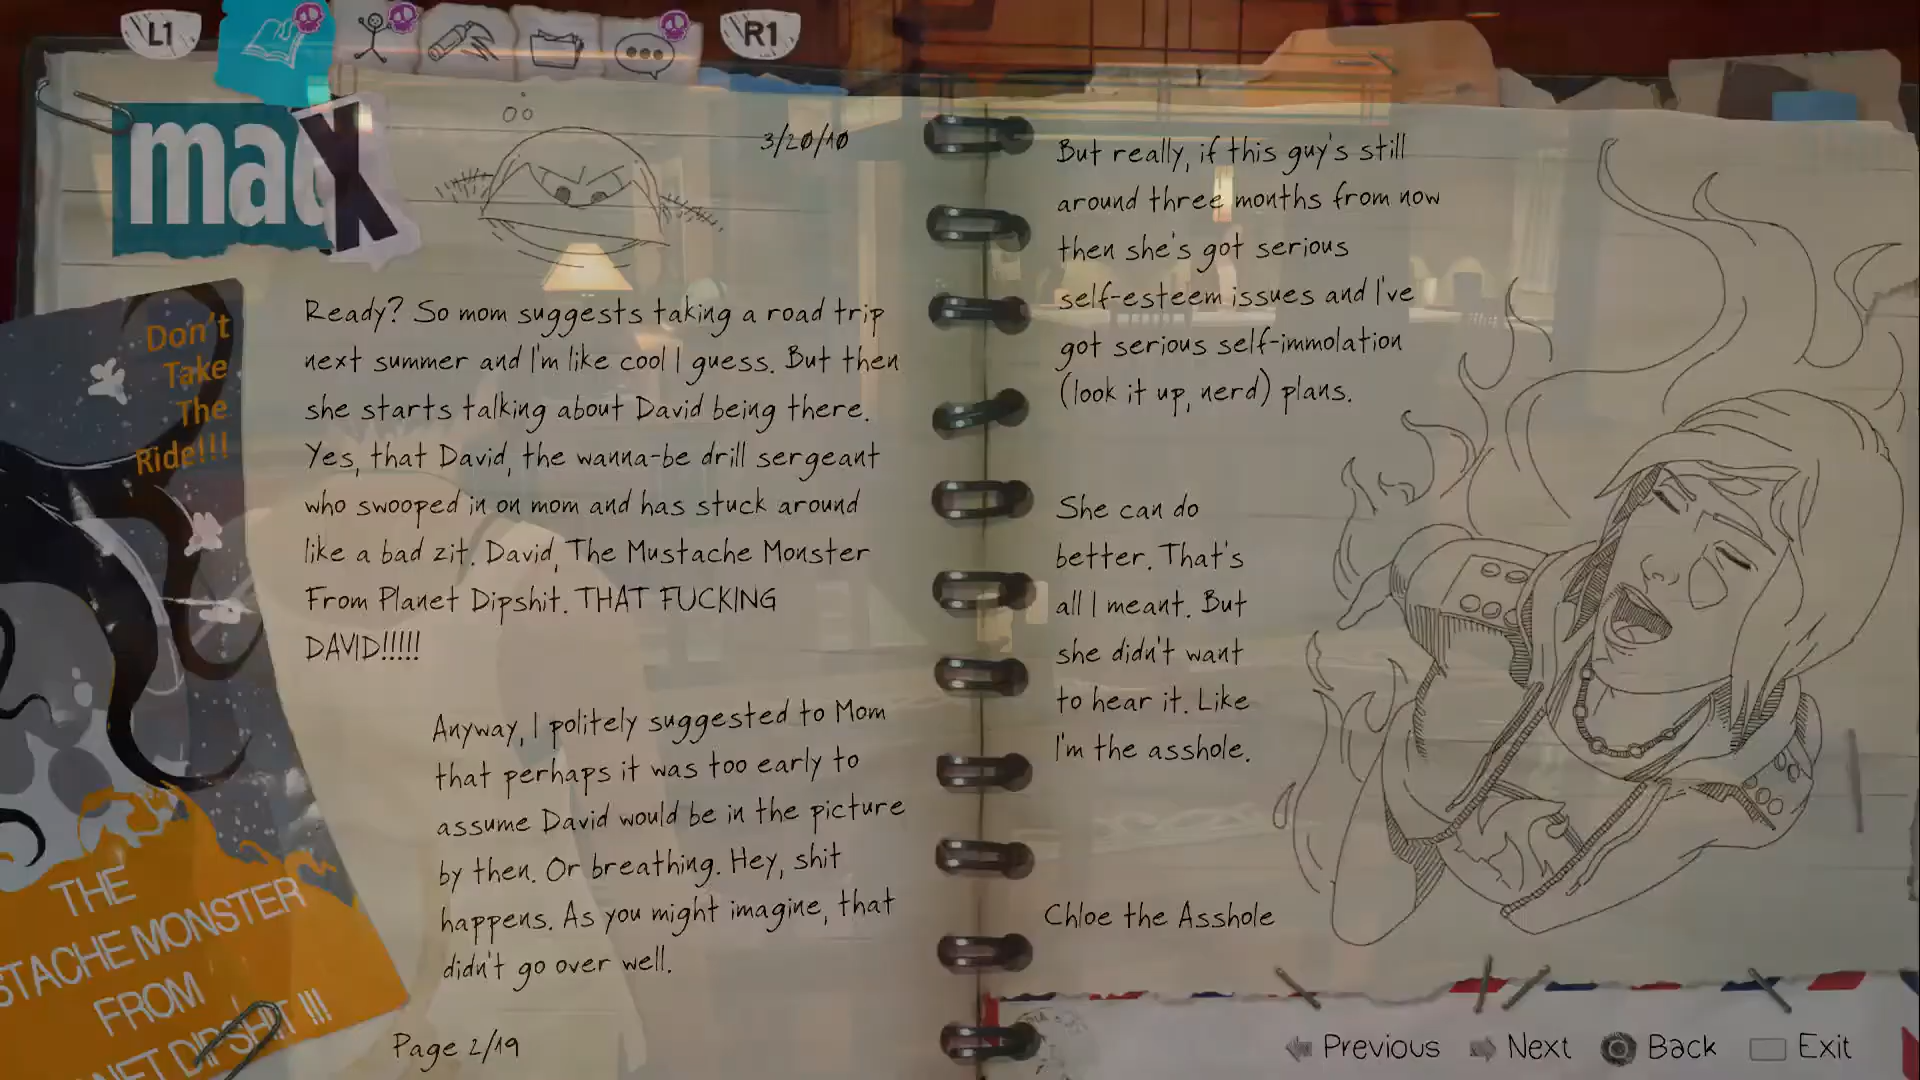 L1
R1
maX
3/20/10
Don't
Take
The
Ride!!!
Ready? So mom suggests taking a road trip
next summer and I'm like cool I guess. But then
she starts talking about David being there.
Yes, that David, the wanna-be drill sergeant
who swooped in on mom and has stuck around
like a bad zit. David, The Mustache Monster
From Planet Dipshit. THAT FUCKING
DAVID!!!!!
Anyway, I politely suggested to Mom
that perhaps it was too early to
assume David would be in the picture
by then. Or breathing. Hey, shit
happens. As you might imagine, that
didn't go over well.
THE
STACHE MONSTER
FROM
NET DIPSHIT !!!
Page 2/19
But really, if this guy's still
around three months from now
then she's got serious
self-esteem issues and I've
got serious self-immolation
(look it up, nerd) plans.
She can do
better. That's
all I meant. But
she didn't want
to hear it. Like
I'm the asshole.
Chloe the Asshole
Previous Next Back Exit